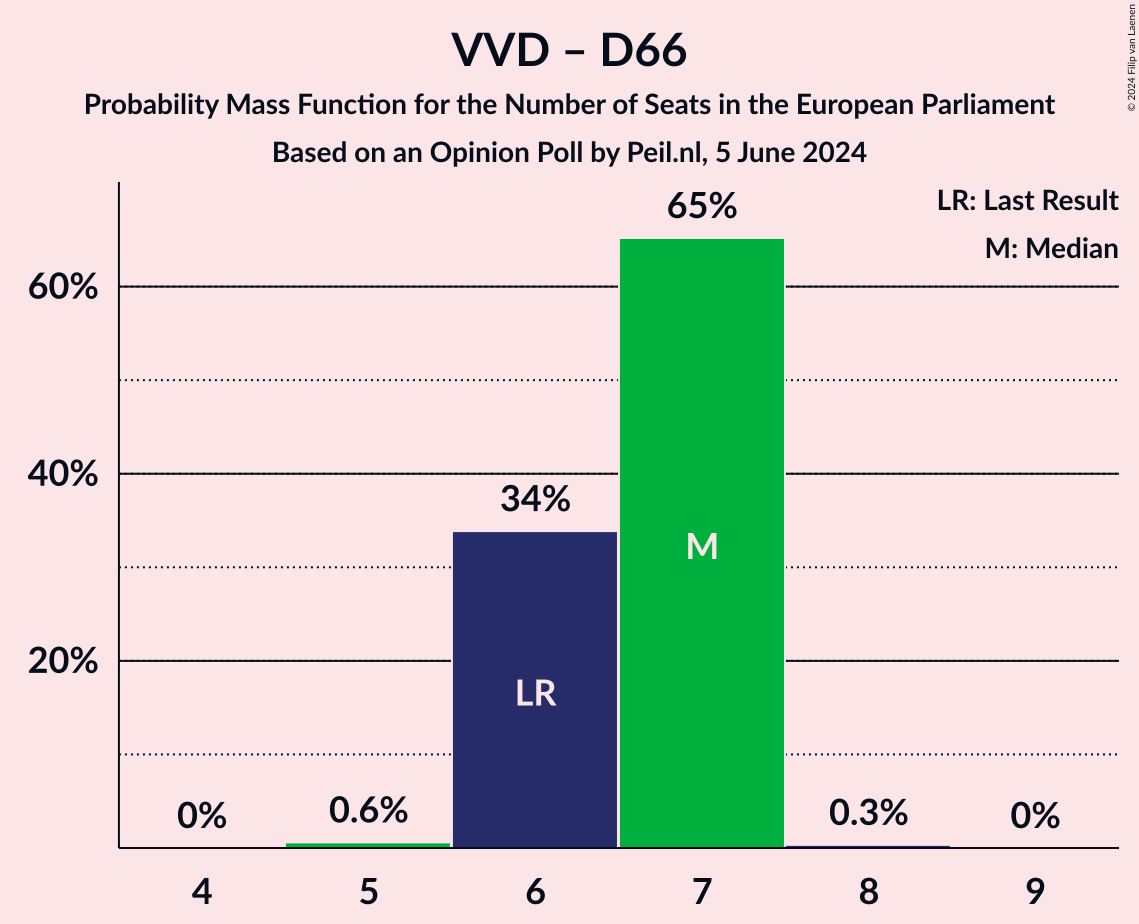 VVD – D66
Probability Mass Function for the Number of Seats in the European Parliament
Based on an Opinion Poll by Peil.nl, 5 June 2024
© 2024 Filip van Laenen
LR: Last Result
M: Median
65%
60%
40%
34%
M
20%
LR
0%
0.6%
0.3%
0%
4
5
6
7
8
9